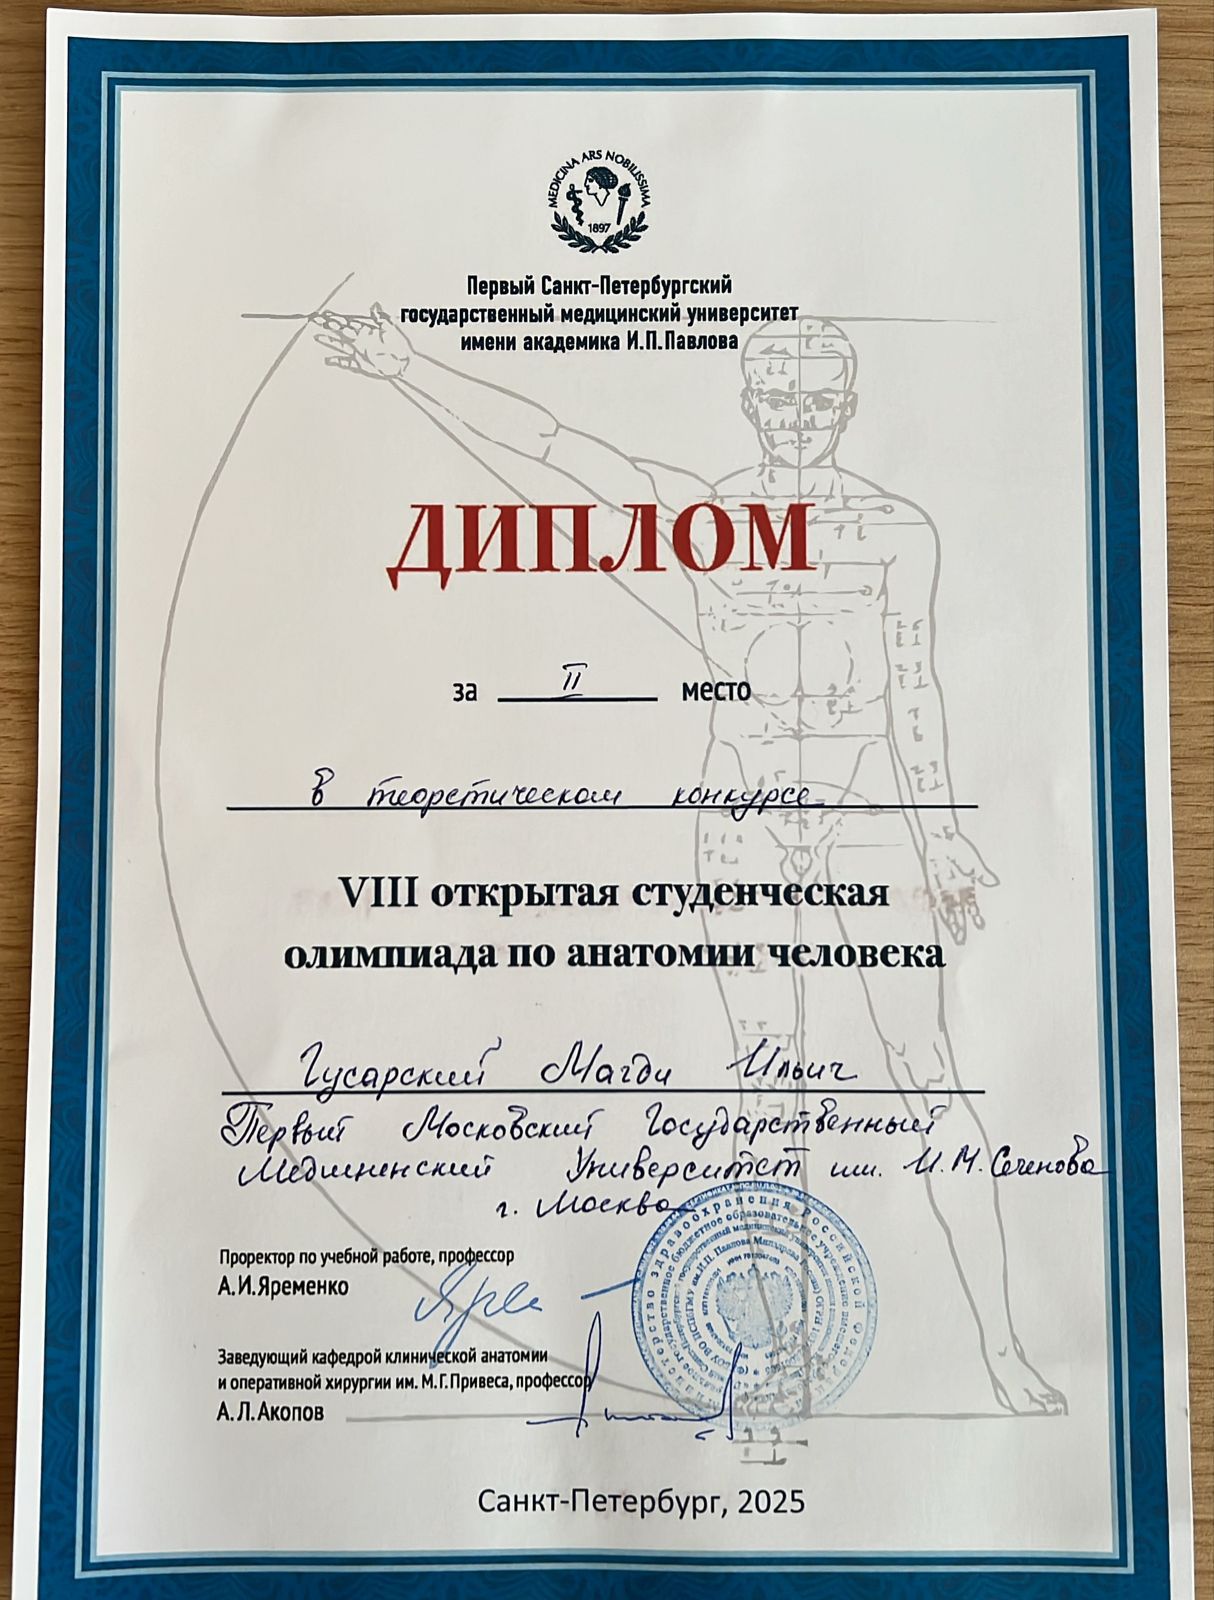 MEDICINA ARS NOBILISSIMA
1897
Первый Санкт-Петербургский
государственный медицинский университет
имени академика И.П.Павлова
ДИПЛОМ
за II место
в теоретическом конкурсе
VIII открытая студенческая
олимпиада по анатомии человека
Гусарский Магди Ильич
Первый Московский Государственный
Медицинский Университет им. И.М.Сеченова
г. Москва
Проректор по учебной работе, профессор
А.И.Яременко
Заведующий кафедрой клинической анатомии
и оперативной хирургии им. М.Г.Привеса, профессор
А.Л.Акопов
Санкт-Петербург, 2025